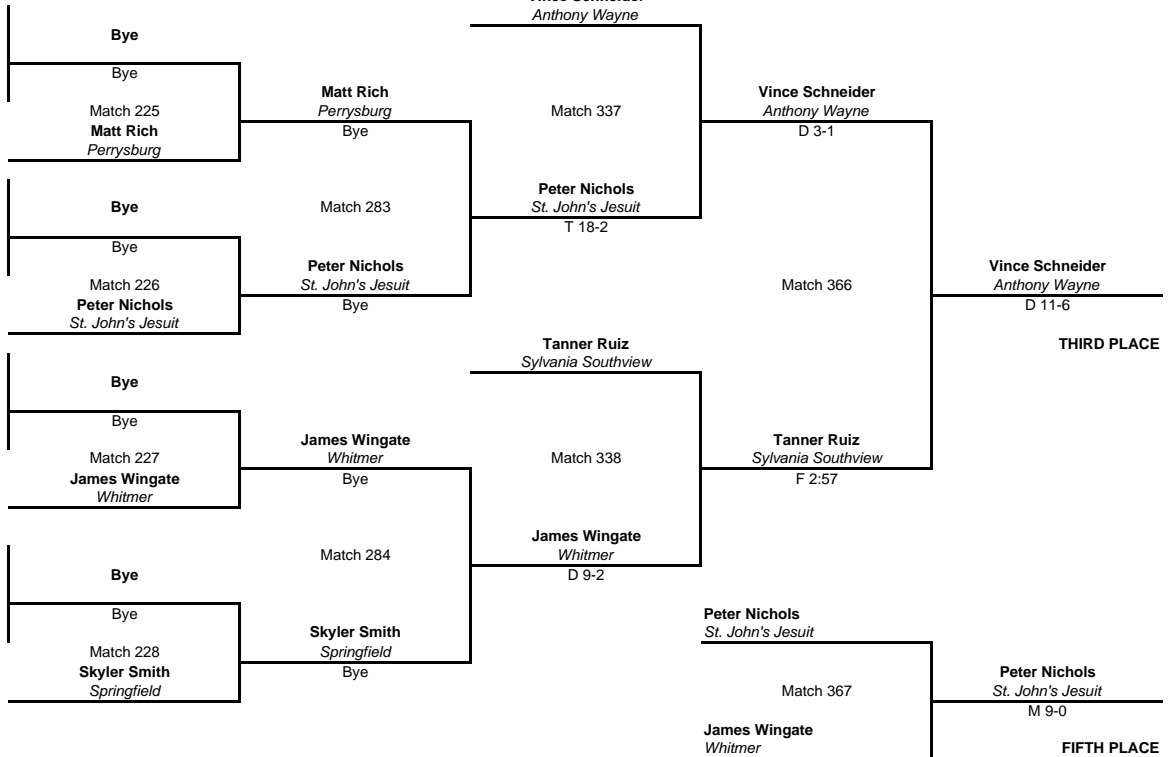 Anthony Wayne
Bye
Bye
Match 225
Matt Rich
Perrysburg
Matt Rich
Perrysburg
Bye
Match 337
Vince Schneider
Anthony Wayne
D 3-1
Bye
Bye
Match 226
Peter Nichols
St. John's Jesuit
Match 283
Peter Nichols
St. John's Jesuit
Bye
Peter Nichols
St. John's Jesuit
T 18-2
Match 366
Vince Schneider
Anthony Wayne
D 11-6
THIRD PLACE
Bye
Bye
Match 227
James Wingate
Whitmer
James Wingate
Whitmer
Bye
Tanner Ruiz
Sylvania Southview
Match 338
Tanner Ruiz
Sylvania Southview
F 2:57
Bye
Bye
Match 228
Skyler Smith
Springfield
Match 284
Skyler Smith
Springfield
Bye
James Wingate
Whitmer
D 9-2
Peter Nichols
St. John's Jesuit
Match 367
James Wingate
Whitmer
Peter Nichols
St. John's Jesuit
M 9-0
FIFTH PLACE